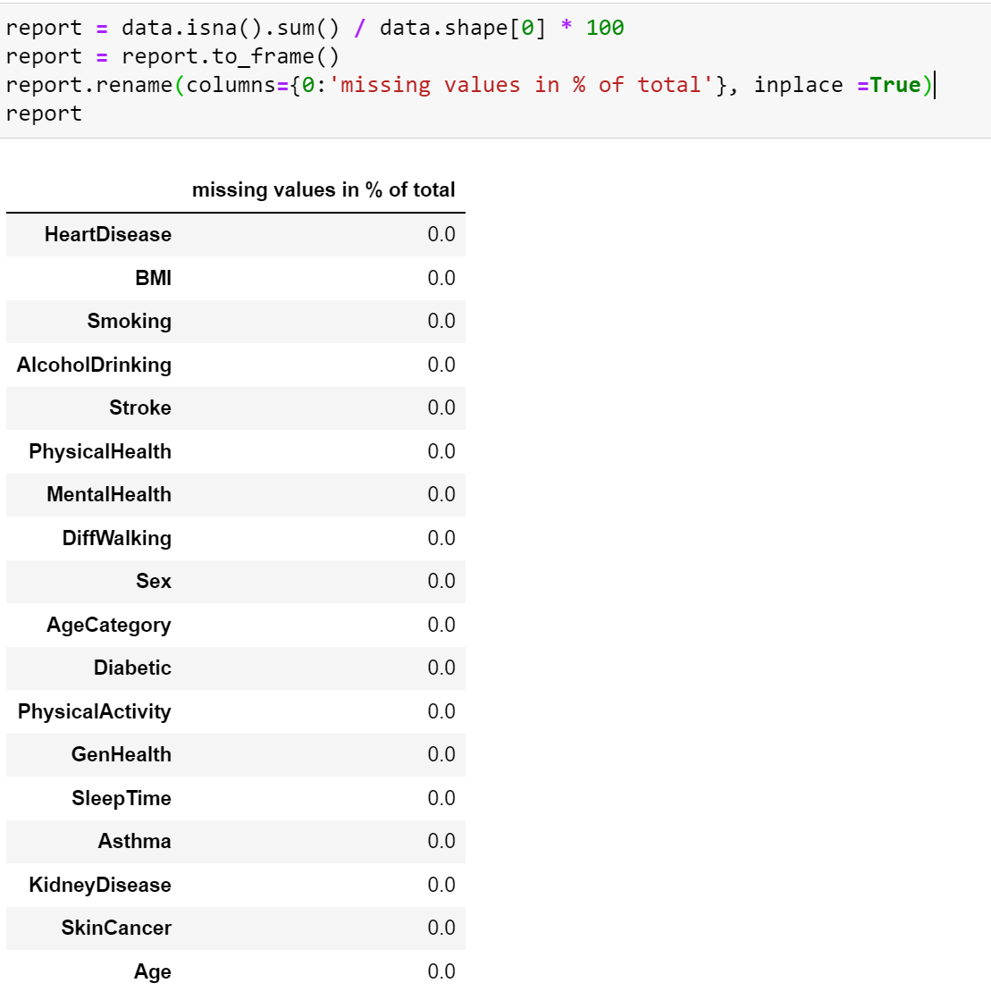 report = data.isna().sum() / data.shape[0] * 100
report = report.to_frame()
report.rename(columns={0:'missing values in % of total'}, inplace =True)
report
missing values in % of total
HeartDisease 0.0
BMI 0.0
Smoking 0.0
AlcoholDrinking 0.0
Stroke 0.0
PhysicalHealth 0.0
MentalHealth 0.0
DiffWalking 0.0
Sex 0.0
AgeCategory 0.0
Diabetic 0.0
PhysicalActivity 0.0
GenHealth 0.0
SleepTime 0.0
Asthma 0.0
KidneyDisease 0.0
SkinCancer 0.0
Age 0.0